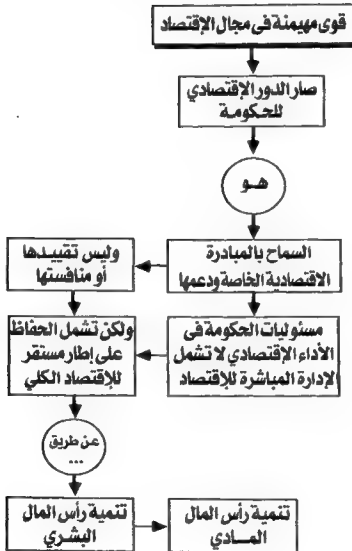 قوى مهيمنة فى مجال الإقتصاد
صار الدور الإقتصادي
للحكومة
هو
السماح بالمبادرة
الاقتصادية الخاصة ودعمها
وليس تقييدها
أو منافستها
مسئوليات الحكومة فى
الأداء الإقتصادي لا تشمل
الإدارة المباشرة للإقتصاد
ولكن تشمل الحفاظ
على إطار مستقر
للإقتصاد الكلي
عن طريق
...
تنمية رأس المال
البشري
تنمية رأس المال
المادي